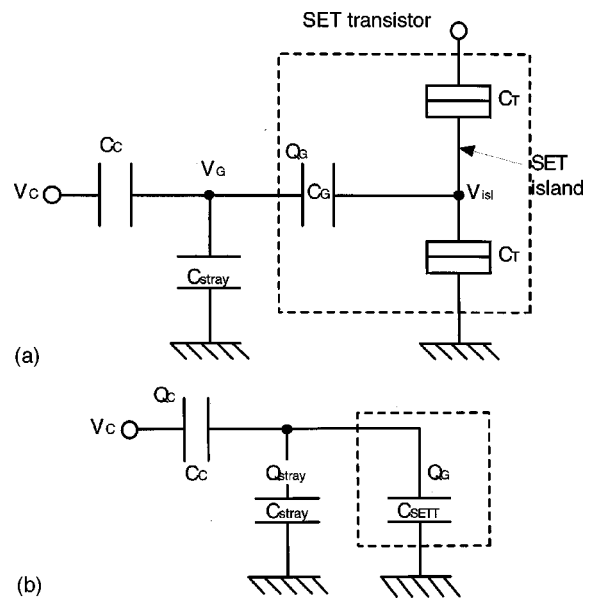 SET transistor
CT
CC
VG
QG
SET
island
VC
CG
Visl
Cstray
CT
(a)
QC
VC
CC
Qstray
QG
Cstray
CSETT
(b)